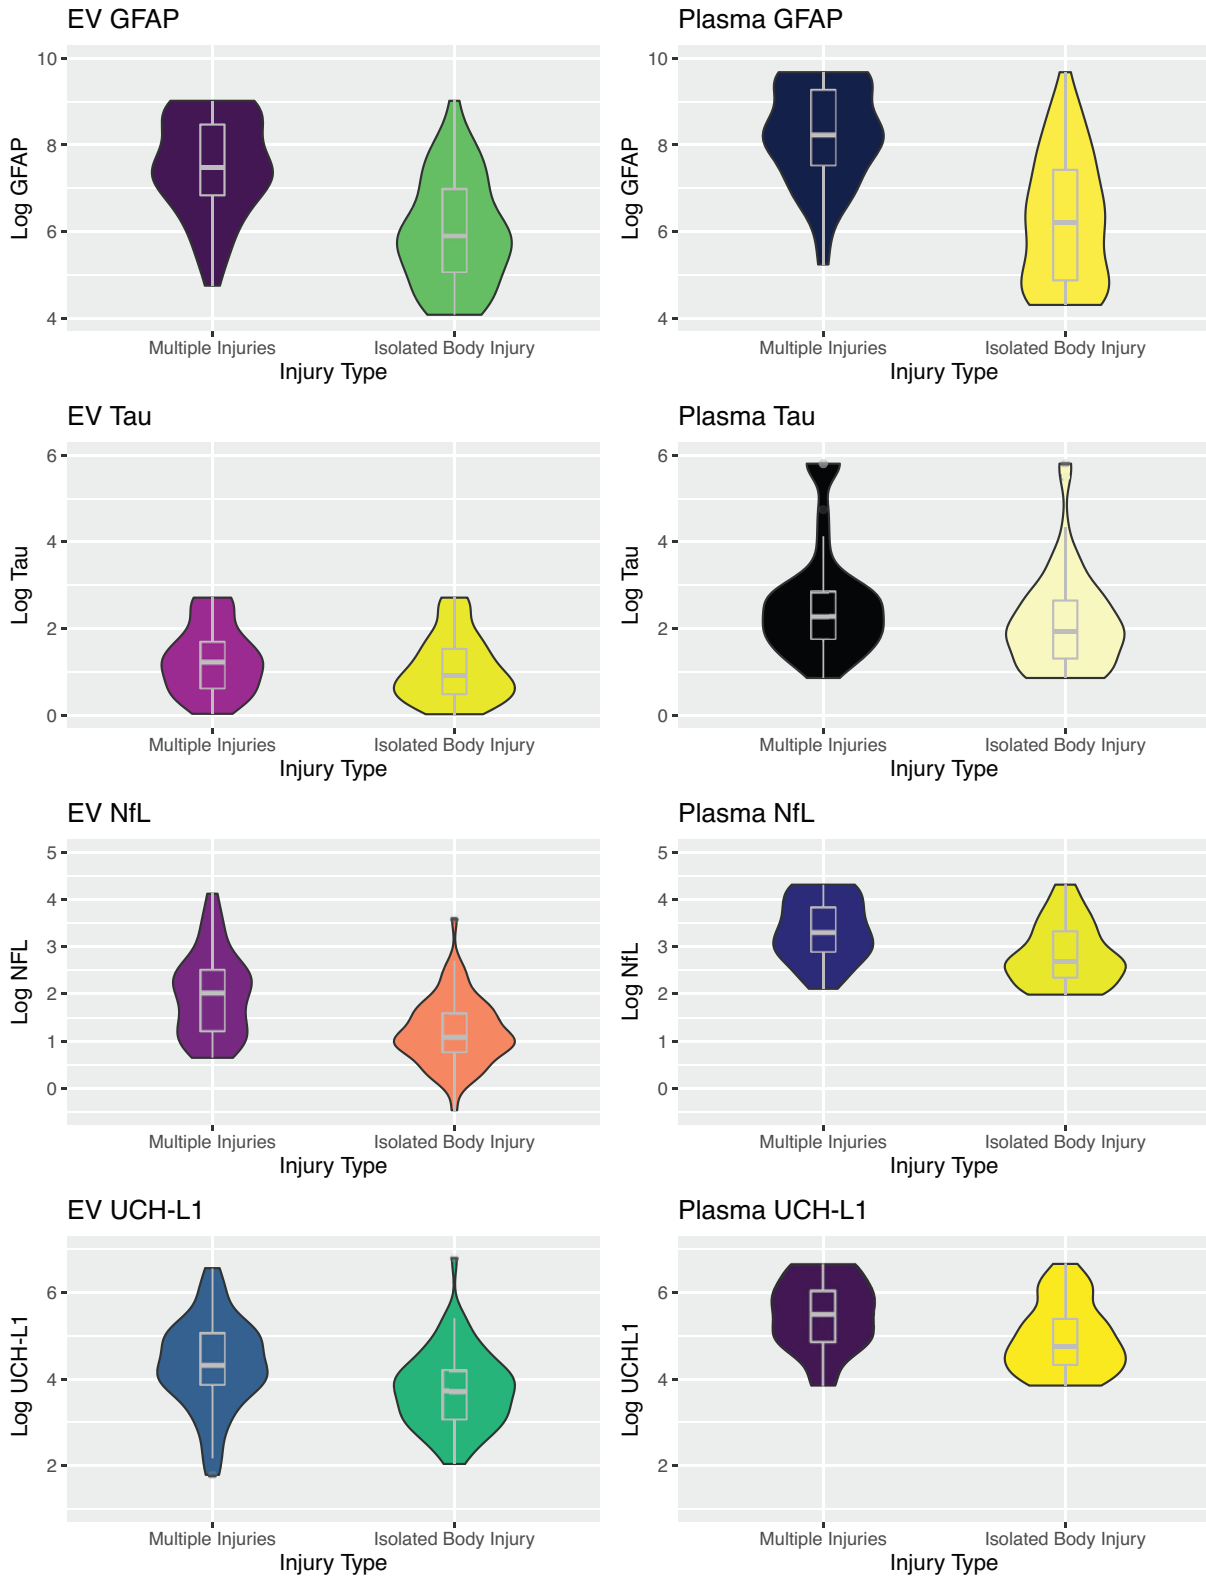 EV GFAP
Log GFAP
10
8
6
4
Multiple Injuries
Isolated Body Injury
Injury Type
Plasma GFAP
Log GFAP
10
8
6
4
Multiple Injuries
Isolated Body Injury
Injury Type
EV Tau
Log Tau
6
4
2
0
Multiple Injuries
Isolated Body Injury
Injury Type
Plasma Tau
Log Tau
6
4
2
0
Multiple Injuries
Isolated Body Injury
Injury Type
EV NfL
Log NFL
5
4
3
2
1
0
Multiple Injuries
Isolated Body Injury
Injury Type
Plasma NfL
Log NfL
5
4
3
2
1
0
Multiple Injuries
Isolated Body Injury
Injury Type
EV UCH-L1
Log UCH-L1
6
4
2
Multiple Injuries
Isolated Body Injury
Injury Type
Plasma UCH-L1
Log UCHL1
6
4
2
Multiple Injuries
Isolated Body Injury
Injury Type